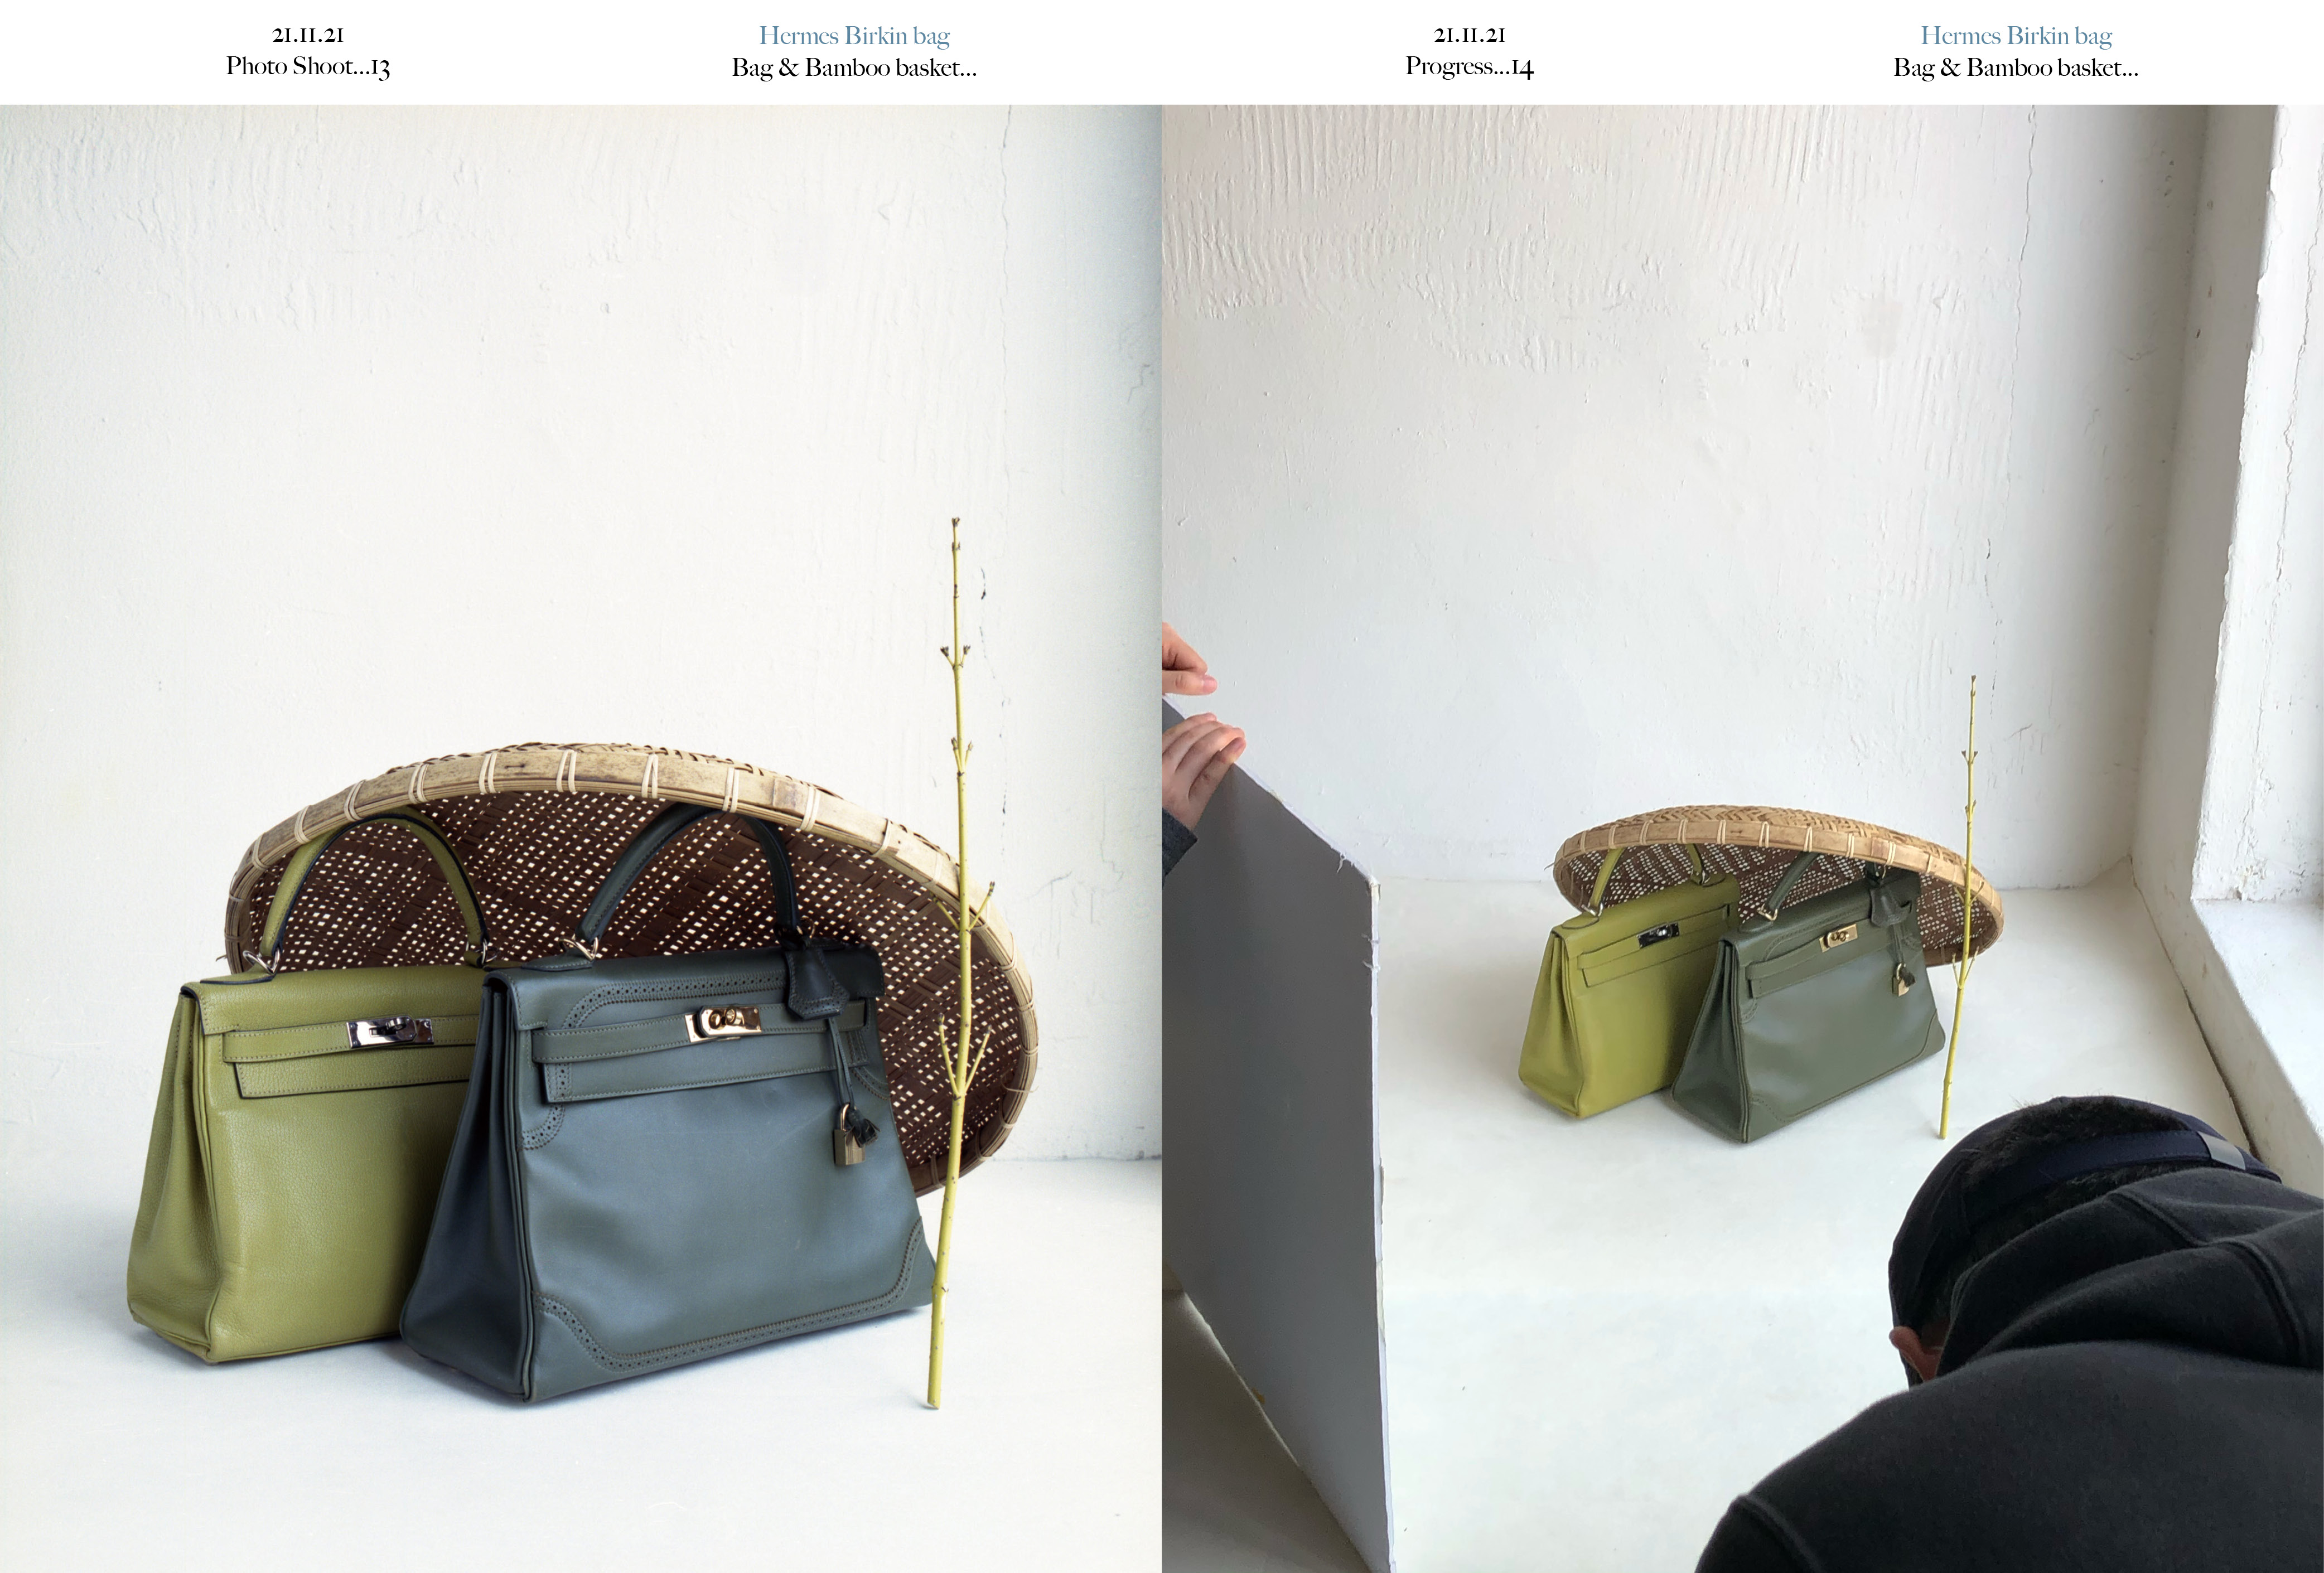 21.11.21
Photo Shoot...13
Hermes Birkin bag
Bag & Bamboo basket...
21.11.21
Progress...14
Hermes Birkin bag
Bag & Bamboo basket...